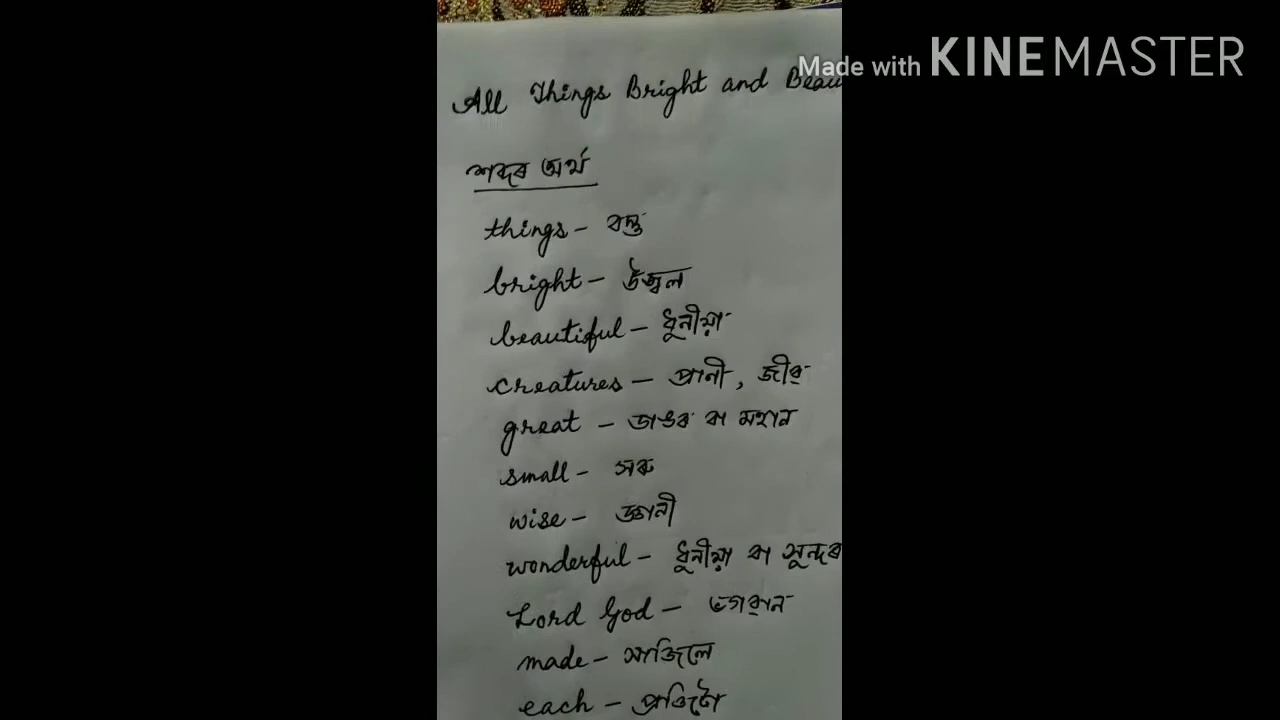 Made with KINEMASTER
All Things Bright and Beau
শব্দৰ অৰ্থ
things - বস্তু
bright - উজ্বল
beautiful - ধুনীয়া
creatures - প্ৰানী, জীৱ
great - ডাঙৰ বা মহান
small - সৰু
wise - জ্ঞানী
wonderful - ধুনীয়া বা সুন্দৰ
Lord God - ভগৱান
made - সাজিলে
each - প্ৰতিটো